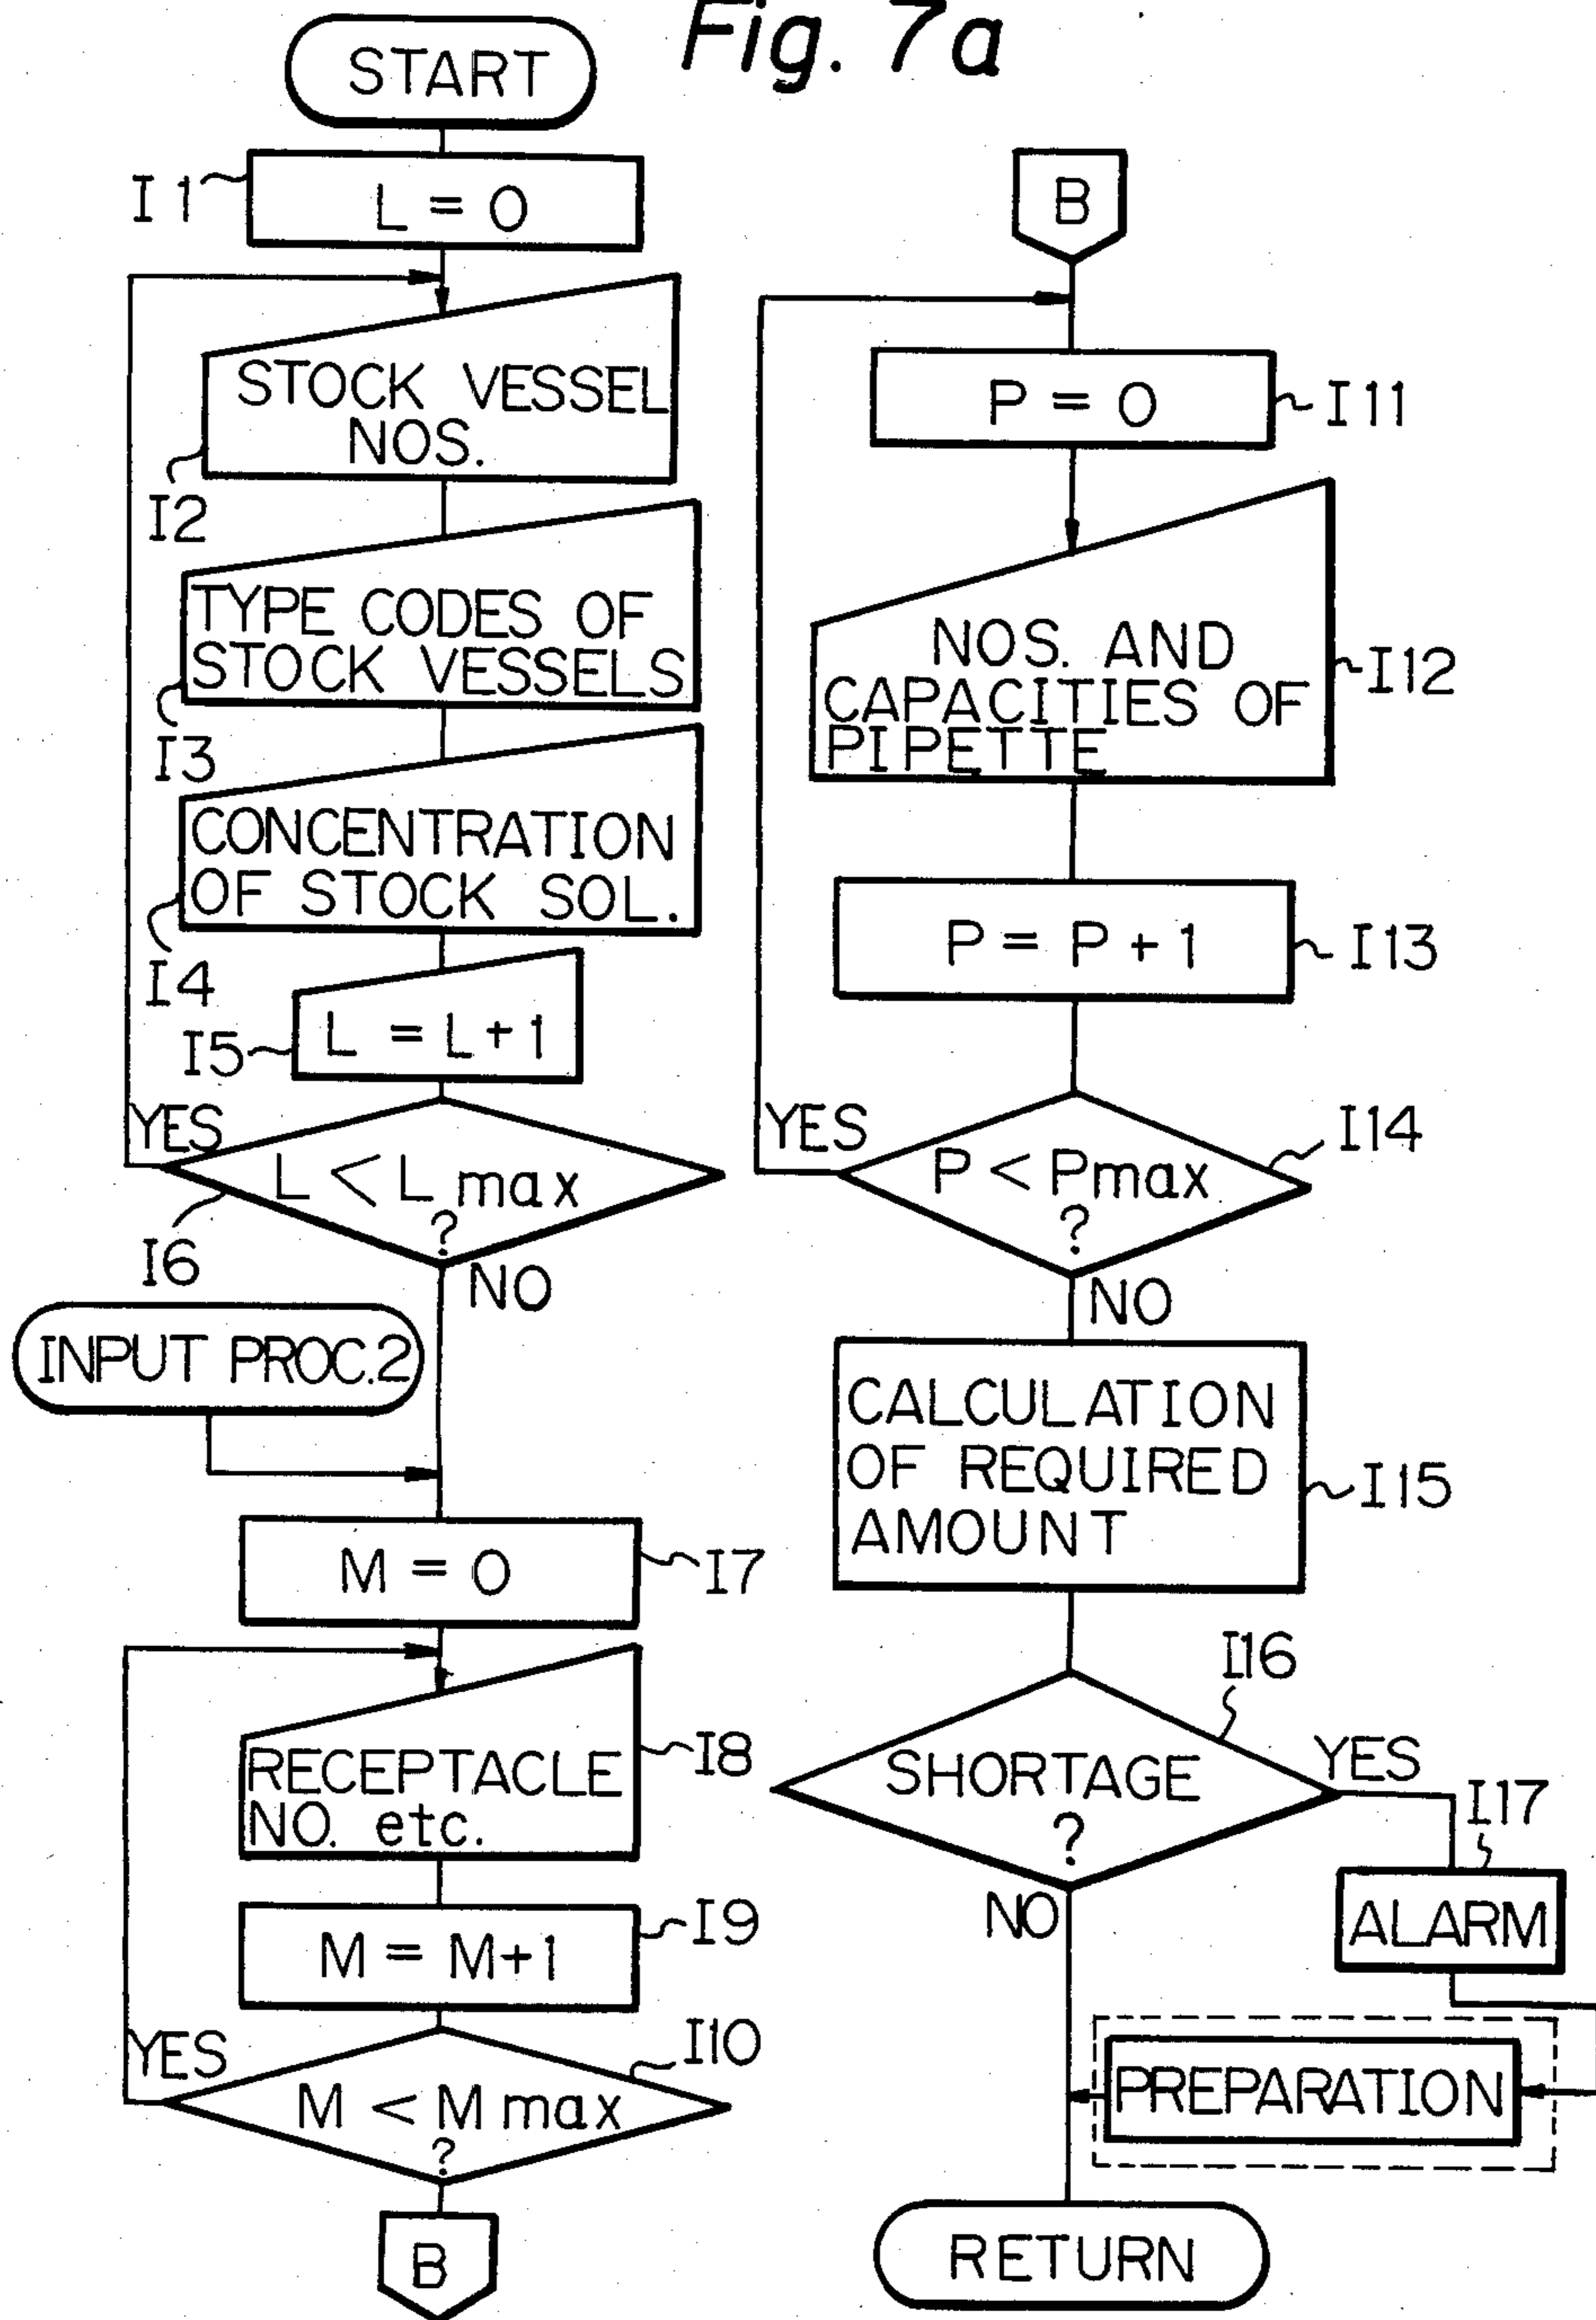 Fig. 7a
START
I1
L = 0
STOCK VESSEL
NOS.
I2
TYPE CODES OF
STOCK VESSELS
I3
CONCENTRATION
OF STOCK SOL.
I4
L = L+1
I5
YES
L < L max
?
I6
NO
INPUT PROC.2
M = 0
I7
RECEPTACLE
NO. etc.
I8
M = M+1
I9
YES
I10
M < M max
?
B
B
P = 0
I11
NOS. AND
CAPACITIES OF
PIPETTE
I12
P = P+1
I13
YES
I14
P < Pmax
?
NO
CALCULATION
OF REQUIRED
AMOUNT
I15
I16
SHORTAGE
?
YES
I17
NO
ALARM
PREPARATION
RETURN